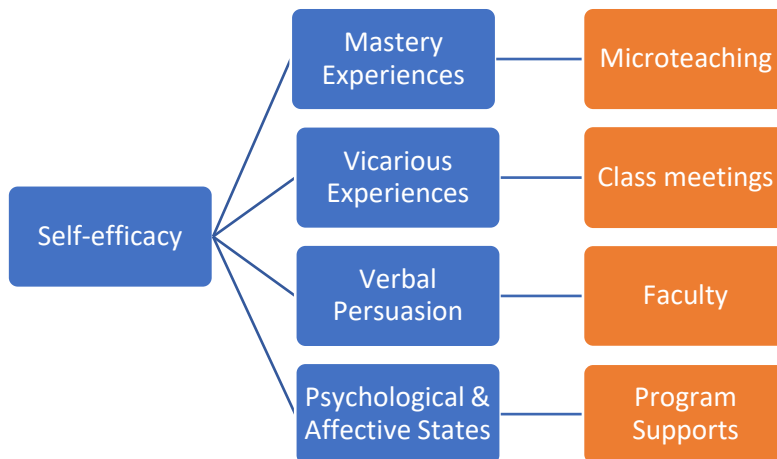 Mastery
Experiences
Microteaching
Vicarious
Experiences
Class meetings
Self-efficacy
Verbal
Persuasion
Faculty
Psychological &
Affective States
Program
Supports